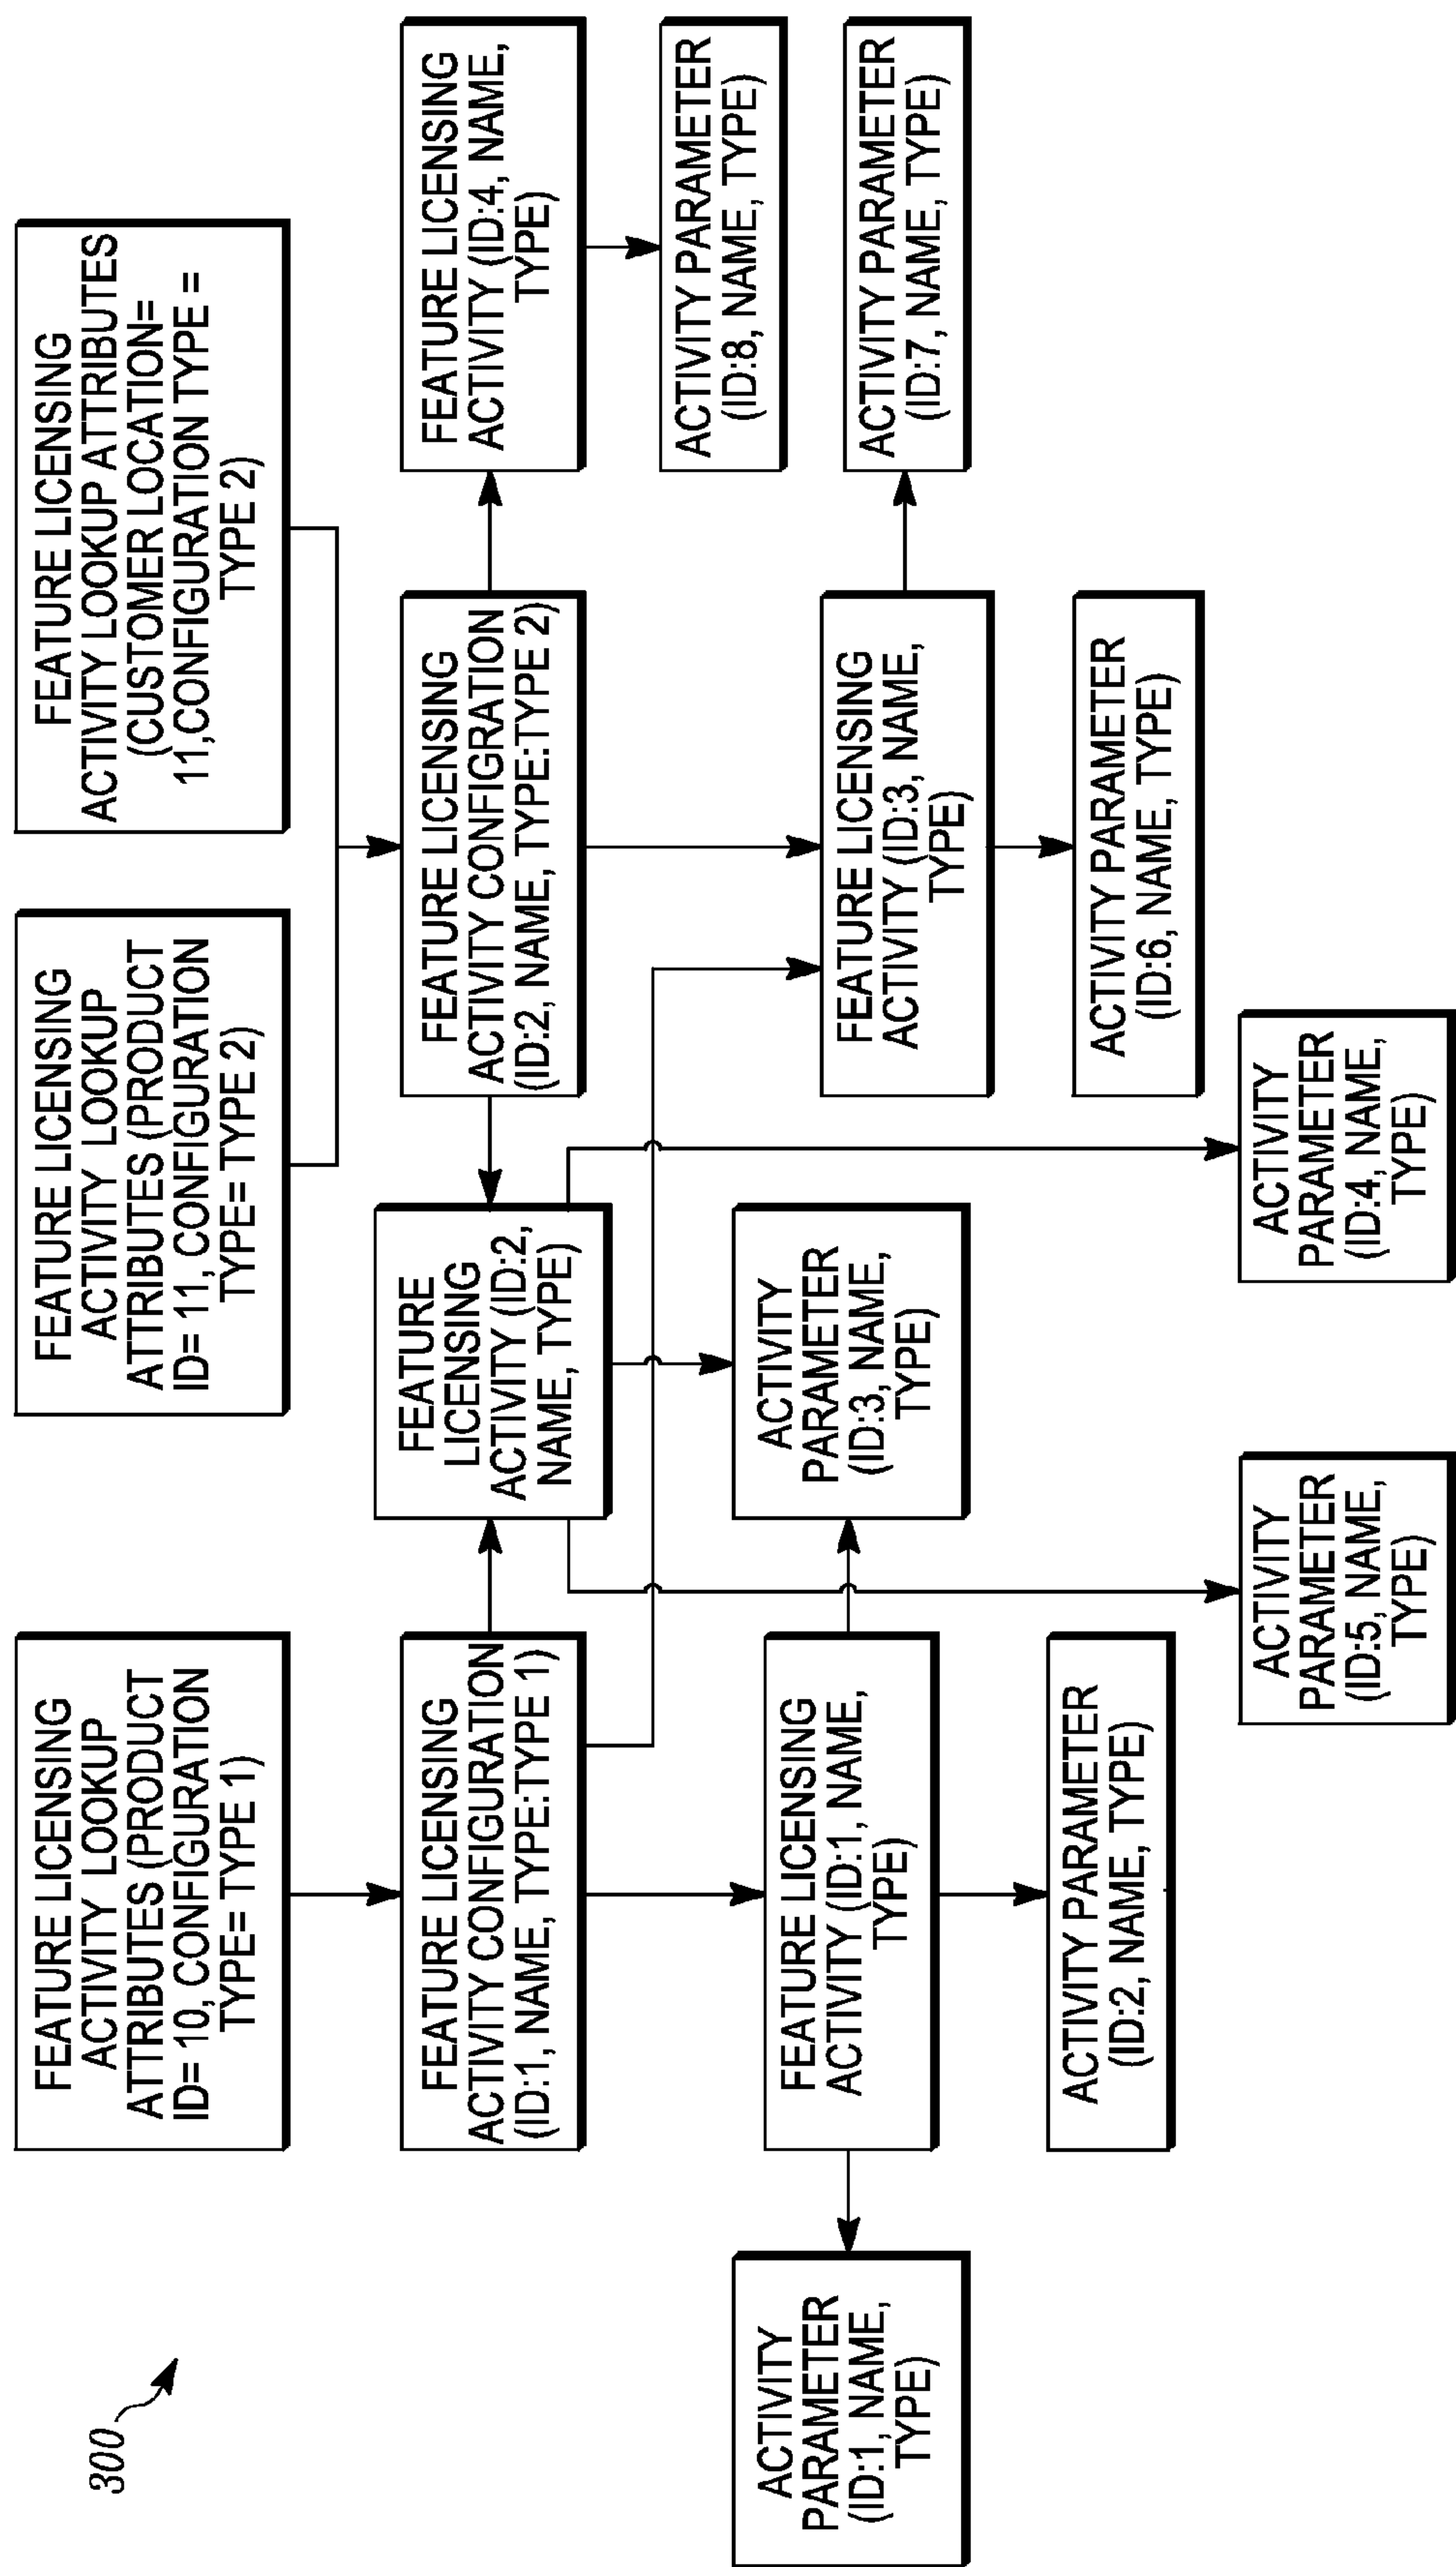 300
FEATURE LICENSING
ACTIVITY LOOKUP
ATTRIBUTES (PRODUCT
ID= 10, CONFIGURATION
TYPE= TYPE 1)
FEATURE LICENSING
ACTIVITY LOOKUP
ATTRIBUTES (PRODUCT
ID= 11, CONFIGURATION
TYPE= TYPE 2)
FEATURE LICENSING
ACTIVITY LOOKUP ATTRIBUTES
(CUSTOMER LOCATION=
11,CONFIGURATION TYPE =
TYPE 2)
FEATURE LICENSING
ACTIVITY CONFIGURATION
(ID:1, NAME, TYPE:TYPE 1)
FEATURE
LICENSING
ACTIVITY (ID:2,
NAME, TYPE)
FEATURE LICENSING
ACTIVITY CONFIGRATION
(ID:2, NAME, TYPE:TYPE 2)
FEATURE LICENSING
ACTIVITY (ID:4, NAME,
TYPE)
ACTIVITY PARAMETER
(ID:8, NAME, TYPE)
ACTIVITY
PARAMETER
(ID:1, NAME,
TYPE)
FEATURE LICENSING
ACTIVITY (ID:1, NAME,
TYPE)
ACTIVITY
PARAMETER
(ID:3, NAME,
TYPE)
FEATURE LICENSING
ACTIVITY (ID:3, NAME,
TYPE)
ACTIVITY PARAMETER
(ID:7, NAME, TYPE)
ACTIVITY PARAMETER
(ID:2, NAME, TYPE)
ACTIVITY PARAMETER
(ID:6, NAME, TYPE)
ACTIVITY
PARAMETER
(ID:5, NAME,
TYPE)
ACTIVITY
PARAMETER
(ID:4, NAME,
TYPE)